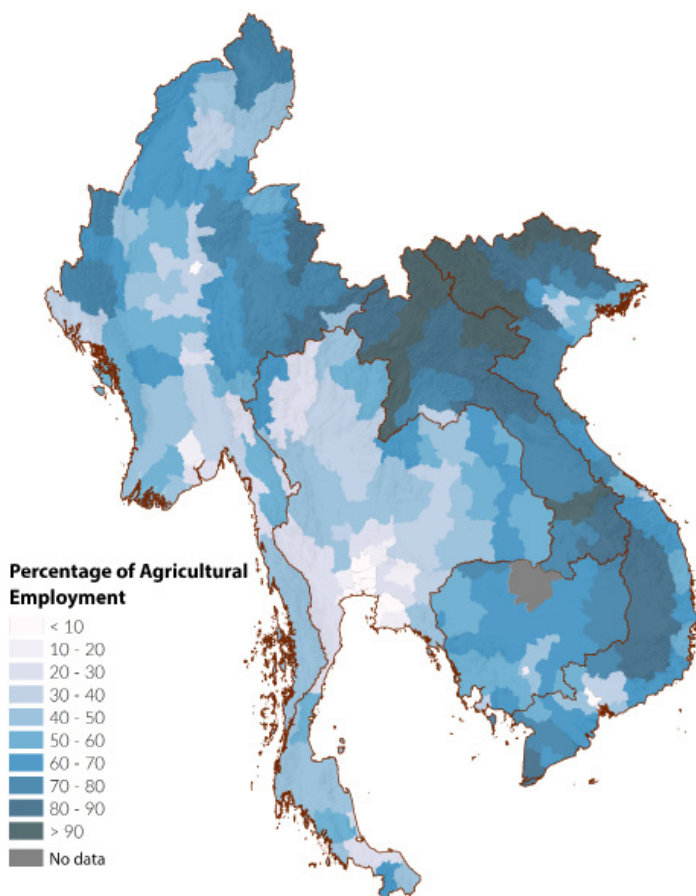 Percentage of Agricultural
Employment
< 10
10 - 20
20 - 30
30 - 40
40 - 50
50 - 60
60 - 70
70 - 80
80 - 90
> 90
No data